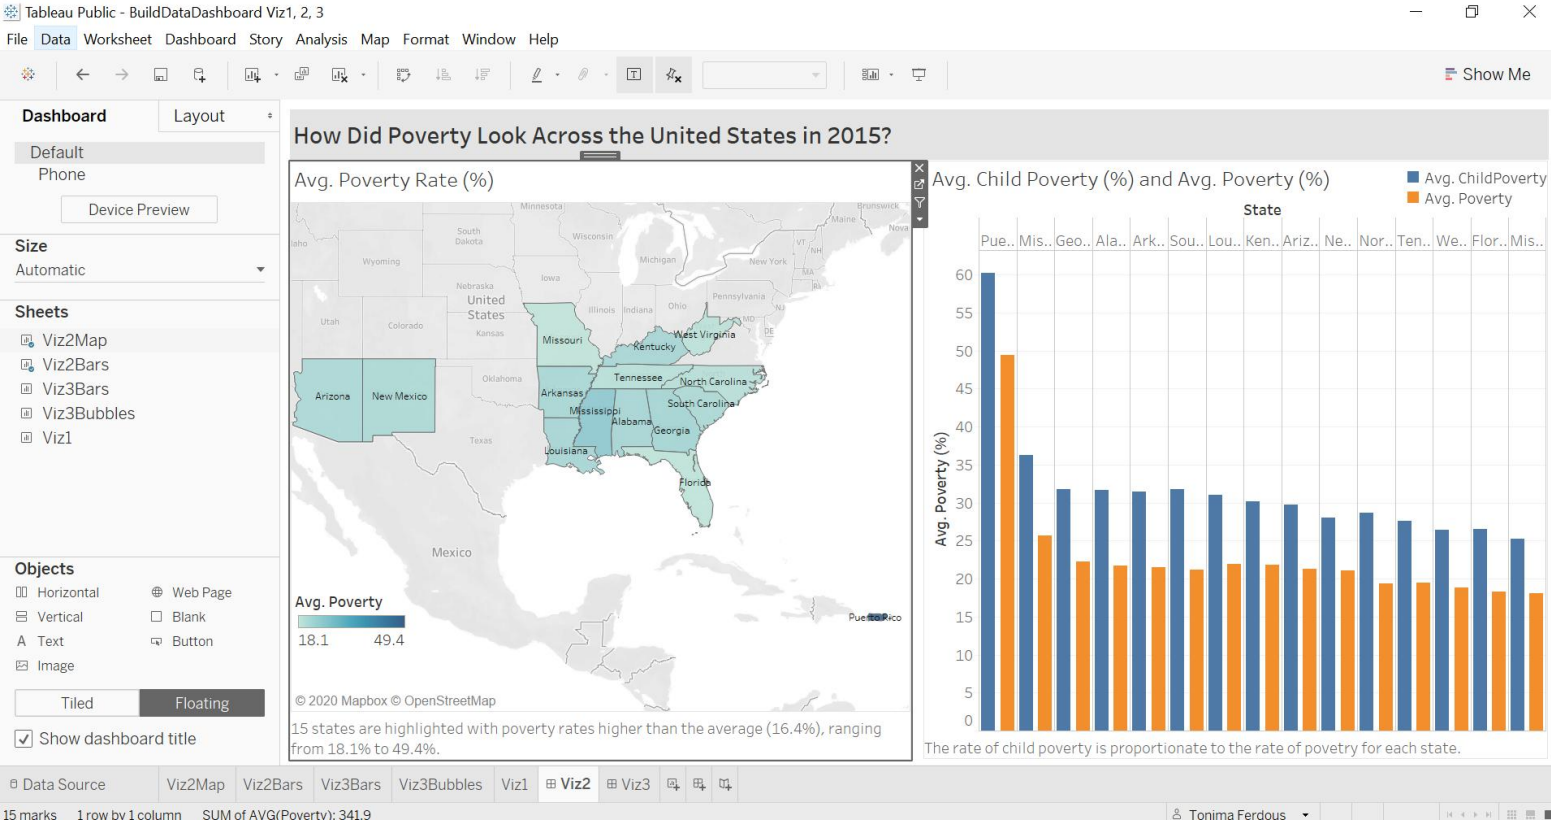 Tableau Public - BuildDataDashboard Viz1, 2, 3
File Data Worksheet Dashboard Story Analysis Map Format Window Help
Show Me
Dashboard Layout
Default
Phone
Device Preview
Size
Automatic
Sheets
Viz2Map
Viz2Bars
Viz3Bars
Viz3Bubbles
Viz1
Objects
Horizontal Web Page
Vertical Blank
A Text Button
Image
Tiled Floating
Show dashboard title
How Did Poverty Look Across the United States in 2015?
Avg. Poverty Rate (%)
Minnesota
Brunswick
Maine
Nova
South
Dakota
Wisconsin
aho
VT
NH
Wyoming
Michigan
New York
MA
Iowa
RI
Nebraska
Pennsylvania
United
States
Illinois Indiana Ohio
NJ
Utah
Colorado
Kansas
MD
DE
West Virginia
Missouri
Kentucky
Oklahoma
Tennessee
North Carolina
Arizona
New Mexico
Arkansas
South Carolina
Mississippi
Alabama
Georgia
Texas
Louisiana
Florida
Mexico
Avg. Poverty
18.1 49.4
Puerto Rico
© 2020 Mapbox © OpenStreetMap
15 states are highlighted with poverty rates higher than the average (16.4%), ranging
from 18.1% to 49.4%.
Avg. Child Poverty (%) and Avg. Poverty (%)
Avg. ChildPoverty
Avg. Poverty
State
Pue.. Mis.. Geo.. Ala.. Ark.. Sou.. Lou.. Ken.. Ariz.. Ne.. Nor.. Ten.. We.. Flor.. Mis..
60
55
50
45
40
35
30
25
20
15
10
5
0
Avg. Poverty (%)
The rate of child poverty is proportionate to the rate of povetry for each state.
Data Source Viz2Map Viz2Bars Viz3Bars Viz3Bubbles Viz1 Viz2 Viz3
15 marks 1 row by 1 column SUM of AVG(Poverty): 341.9 Tonima Ferdous